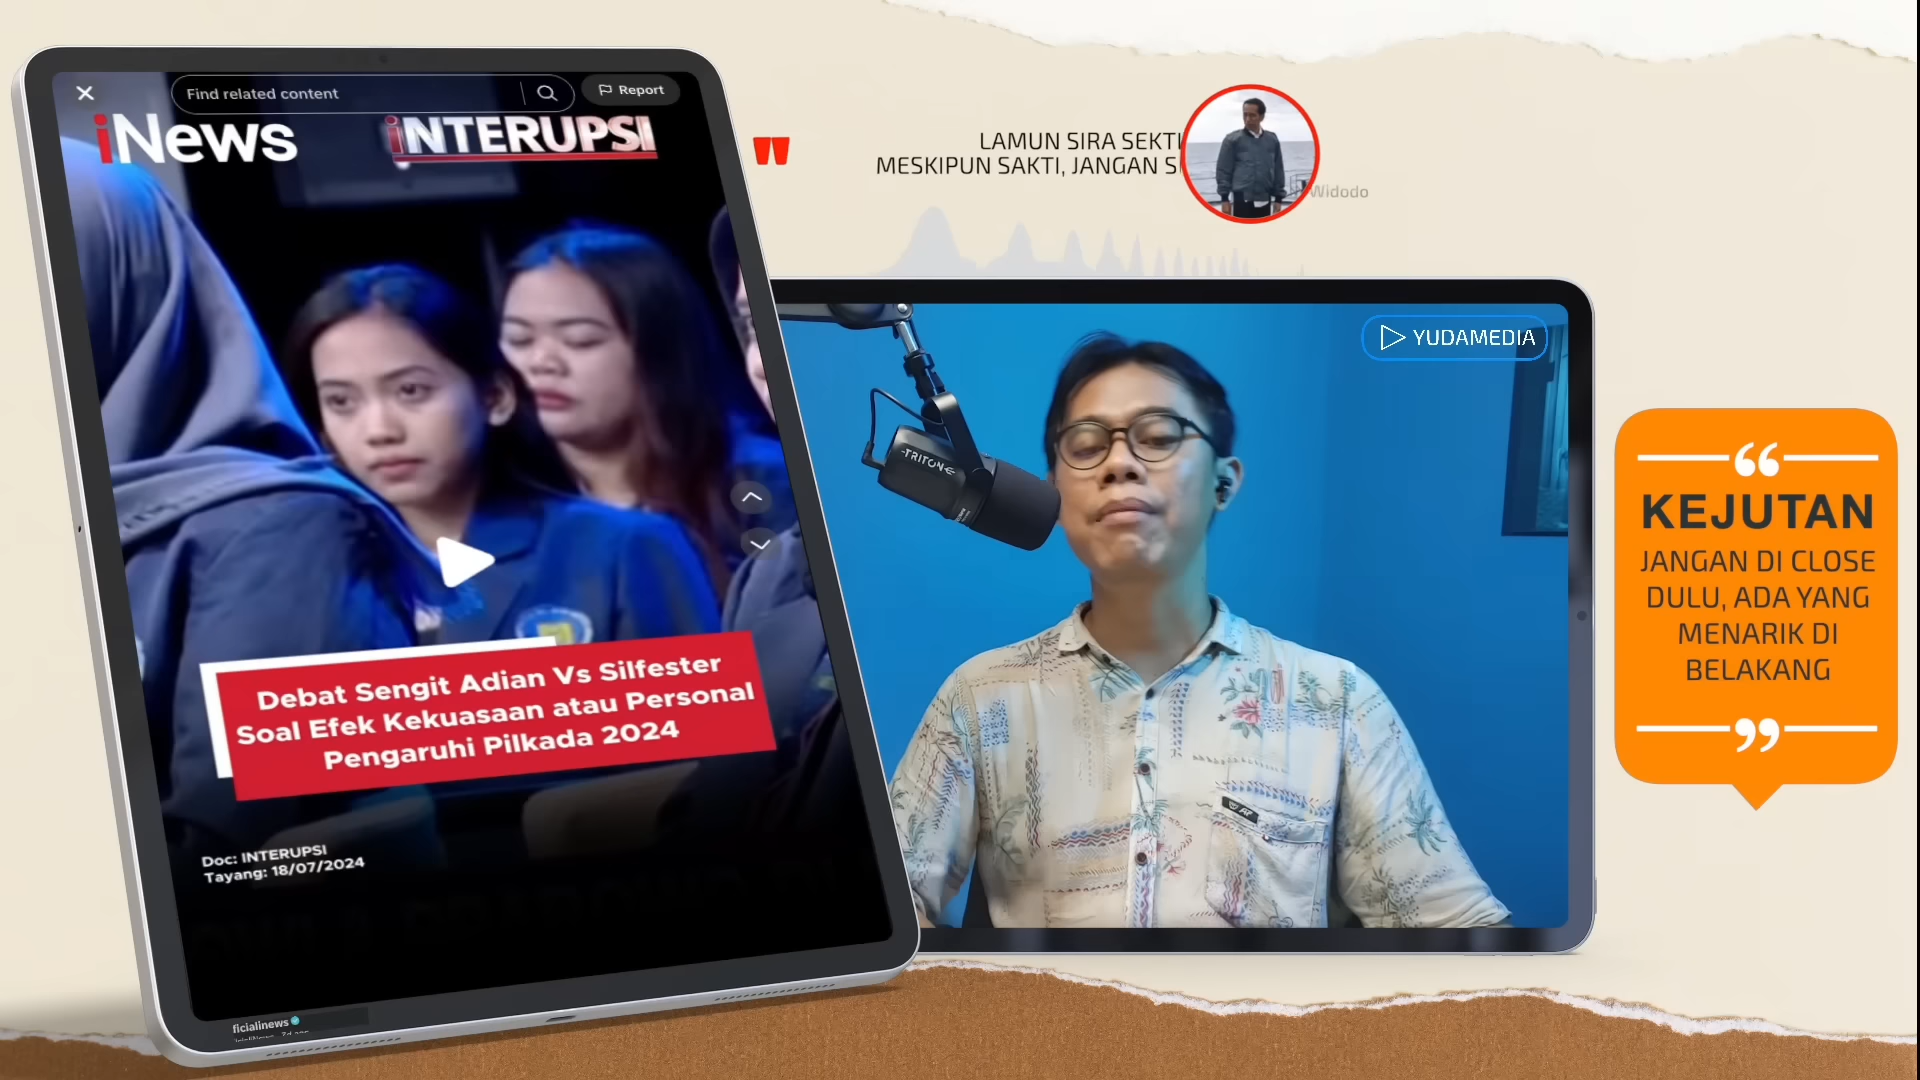 Find related content
Report
iNews
iNTERUPSI
Debat Sengit Adian Vs Silfester
Soal Efek Kekuasaan atau Personal
Pengaruhi Pilkada 2024
Doc: INTERUPSI
Tayang: 18/07/2024
ficialinews
LAMUN SIRA SEKTI
MESKIPUN SAKTI, JANGAN
Widodo
YUDAMEDIA
TRITON
KEJUTAN
JANGAN DI CLOSE
DULU, ADA YANG
MENARIK DI
BELAKANG